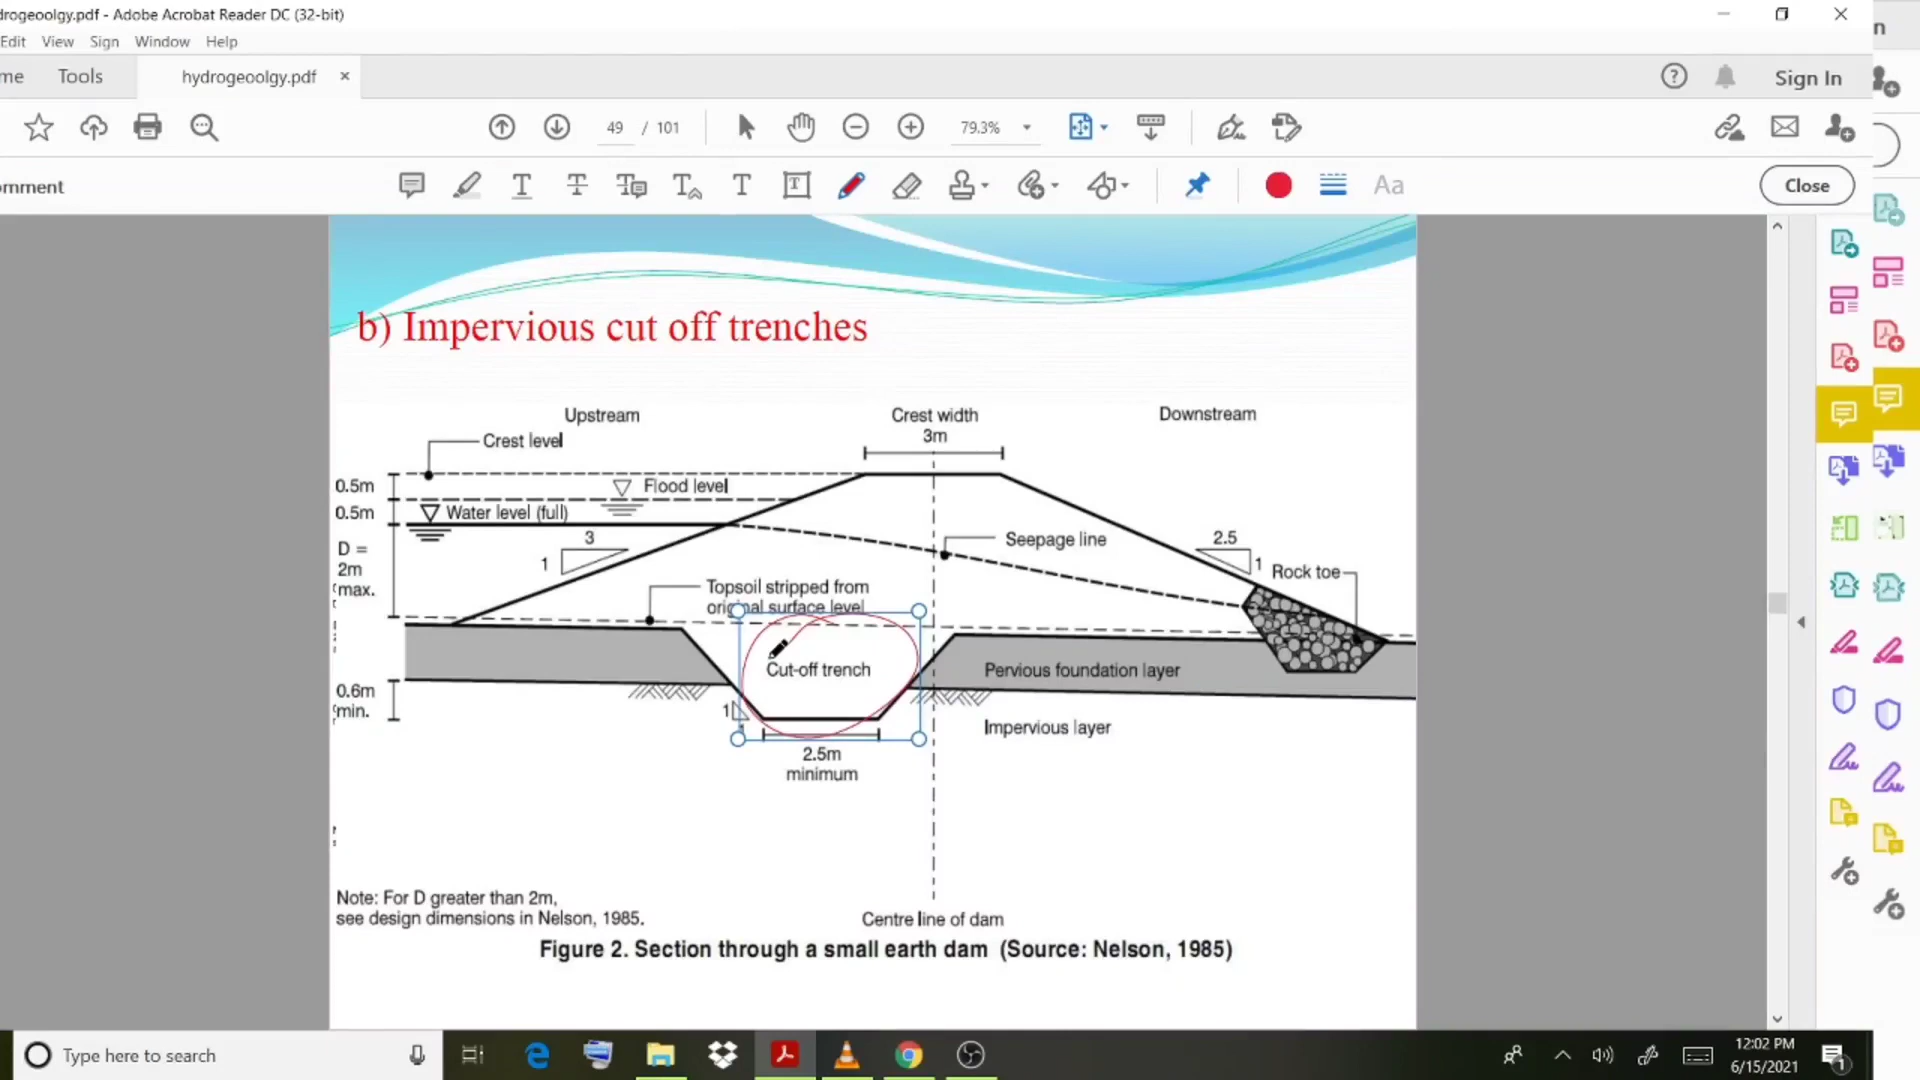 drogeoolgy.pdf - Adobe Acrobat Reader DC (32-bit)
Edit View Sign Window Help
me Tools hydrogeoolgy.pdf Sign In
49 / 101 79.3%
omment Close
b) Impervious cut off trenches
Upstream Crest width Downstream
Crest level 3m
0.5m Flood level
0.5m Water level (full)
3 Seepage line 2.5
D = 1 1
2m Rock toe
max. Topsoil stripped from
original surface level
Cut-off trench Pervious foundation layer
0.6m
min. 1
Impervious layer
2.5m
minimum
Note: For D greater than 2m,
see design dimensions in Nelson, 1985.
Centre line of dam
Figure 2. Section through a small earth dam (Source: Nelson, 1985)
Type here to search
12:02 PM
6/15/2021
1